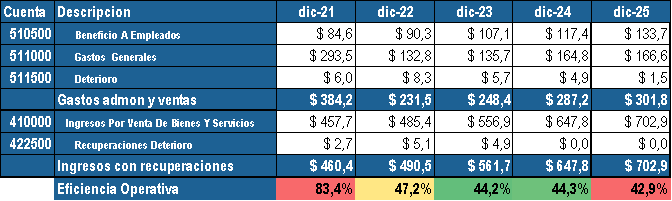 Cuenta Descripcion dic-21 dic-22 dic-23 dic-24 dic-25
510500 Beneficio A Empleados $ 84,6 $ 90,3 $ 107,1 $ 117,4 $ 133,7
511000 Gastos Generales $ 293,5 $ 132,8 $ 135,7 $ 164,8 $ 166,6
511500 Deterioro $ 6,0 $ 8,3 $ 5,7 $ 4,9 $ 1,5
Gastos admon y ventas $ 384,2 $ 231,5 $ 248,4 $ 287,2 $ 301,8
410000 Ingresos Por Venta De Bienes Y Servicios $ 457,7 $ 485,4 $ 556,9 $ 647,8 $ 702,9
422500 Recuperaciones Deterioro $ 2,7 $ 5,1 $ 4,9 $ 0,0 $ 0,0
Ingresos con recuperaciones $ 460,4 $ 490,5 $ 561,7 $ 647,8 $ 702,9
Eficiencia Operativa 83,4% 47,2% 44,2% 44,3% 42,9%